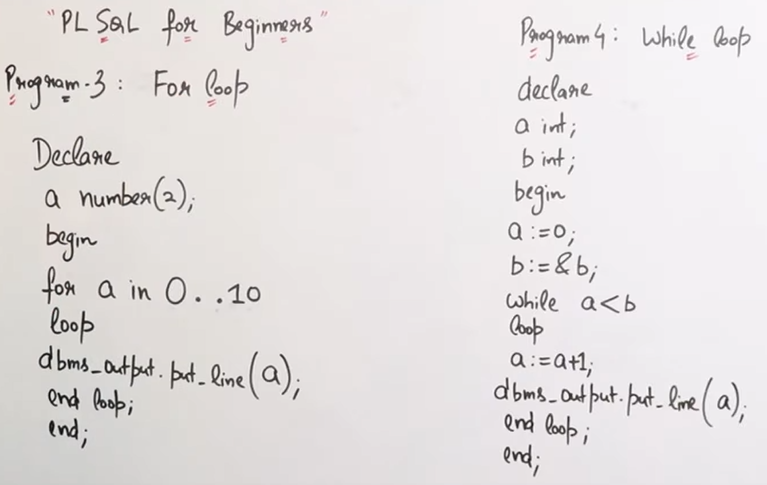 "PL SQL for Beginners"
Program-3: For loop
Declare
a number(2);
begin
for a in 0..10
loop
dbms_output.put_line(a);
end loop;
end;
Program 4: While loop
declare
a int;
b int;
begin
a:=0;
b:=&b;
while a<b
loop
a:=a+1;
dbms_output.put_line(a);
end loop;
end;